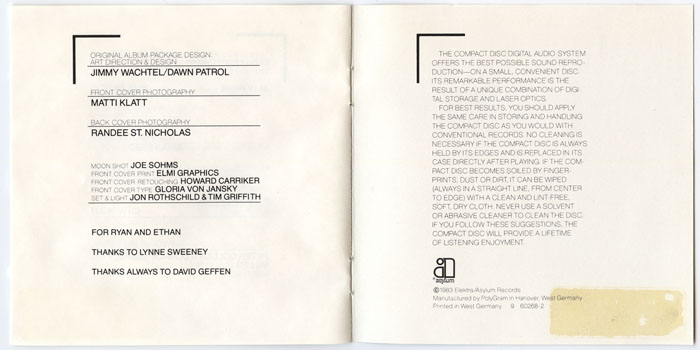 ORIGINAL ALBUM PACKAGE DESIGN:
ART DIRECTION & DESIGN
JIMMY WACHTEL/DAWN PATROL
FRONT COVER PHOTOGRAPHY
MATTI KLATT
BACK COVER PHOTOGRAPHY
RANDEE ST. NICHOLAS
MOON SHOT JOE SOHMS
FRONT COVER PRINT ELMI GRAPHICS
FRONT COVER RETOUCHING HOWARD CARRIKER
FRONT COVER TYPE GLORIA VON JANSKY
SET & LIGHT JON ROTHSCHILD & TIM GRIFFITH
FOR RYAN AND ETHAN
THANKS TO LYNNE SWEENEY
THANKS ALWAYS TO DAVID GEFFEN
THE COMPACT DISC DIGITAL AUDIO SYSTEM
OFFERS THE BEST POSSIBLE SOUND REPRO-
DUCTION—ON A SMALL, CONVENIENT DISC.
ITS REMARKABLE PERFORMANCE IS THE
RESULT OF A UNIQUE COMBINATION OF DIGI-
TAL STORAGE AND LASER OPTICS.
FOR BEST RESULTS, YOU SHOULD APPLY
THE SAME CARE IN STORING AND HANDLING
THE COMPACT DISC AS YOU WOULD WITH
CONVENTIONAL RECORDS. NO CLEANING IS
NECESSARY IF THE COMPACT DISC IS ALWAYS
HELD BY ITS EDGES AND IS REPLACED IN ITS
CASE DIRECTLY AFTER PLAYING. IF THE COM-
PACT DISC BECOMES SOILED BY FINGER-
PRINTS, DUST OR DIRT, IT CAN BE WIPED
(ALWAYS IN A STRAIGHT LINE, FROM CENTER
TO EDGE) WITH A CLEAN AND LINT-FREE,
SOFT, DRY CLOTH. NEVER USE A SOLVENT
OR ABRASIVE CLEANER TO CLEAN THE DISC.
IF YOU FOLLOW THESE SUGGESTIONS, THE
COMPACT DISC WILL PROVIDE A LIFETIME
OF LISTENING ENJOYMENT.
asylum
©1983 Elektra/Asylum Records
Manufactured by PolyGram in Hanover, West Germany
Printed in West Germany 9 60268-2